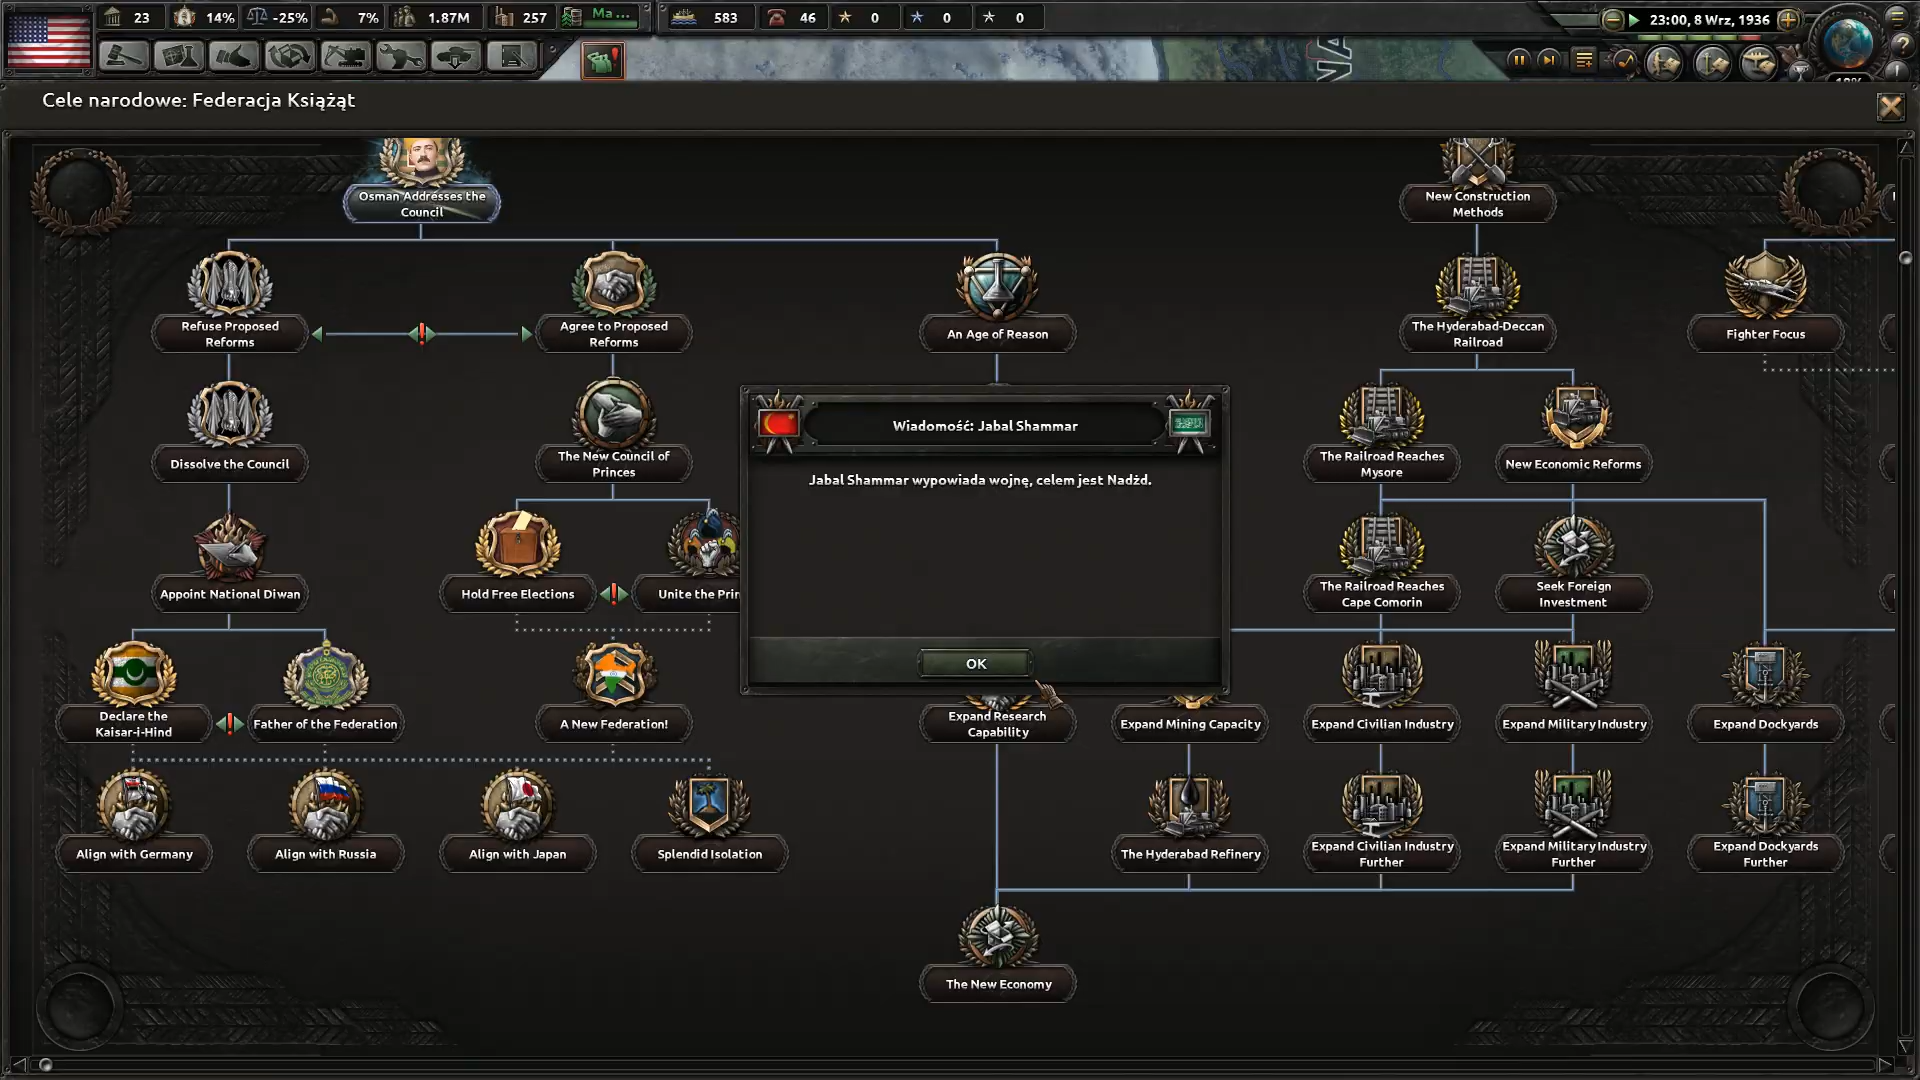 23
14%
-25%
7%
1.87M
257
Ma ...
583
46
0
0
0
23:00, 8 Wrz, 1936
Cele narodowe: Federacja Książąt
Osman Addresses the
Council
New Construction
Methods
Refuse Proposed
Reforms
Agree to Proposed
Reforms
An Age of Reason
The Hyderabad-Deccan
Railroad
Fighter Focus
Wiadomość: Jabal Shammar
Jabal Shammar wypowiada wojnę, celem jest Nadżd.
OK
Dissolve the Council
The New Council of
Princes
The Railroad Reaches
Mysore
New Economic Reforms
Appoint National Diwan
Hold Free Elections
Unite the Prin
The Railroad Reaches
Cape Comorin
Seek Foreign
Investment
Declare the
Kaisar-i-Hind
Father of the Federation
A New Federation!
Expand Research
Capability
Expand Mining Capacity
Expand Civilian Industry
Expand Military Industry
Expand Dockyards
Align with Germany
Align with Russia
Align with Japan
Splendid Isolation
The Hyderabad Refinery
Expand Civilian Industry
Further
Expand Military Industry
Further
Expand Dockyards
Further
The New Economy